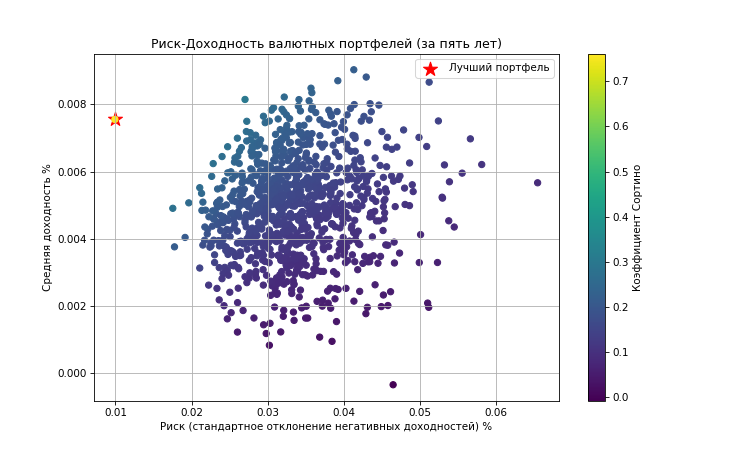 Риск-Доходность валютных портфелей (за пять лет)
Лучший портфель
Средняя доходность %
0.008
0.006
0.004
0.002
0.000
0.01 0.02 0.03 0.04 0.05 0.06
Риск (стандартное отклонение негативных доходностей) %
0.7
0.6
0.5
0.4
0.3
0.2
0.1
0.0
Коэффициент Сортино